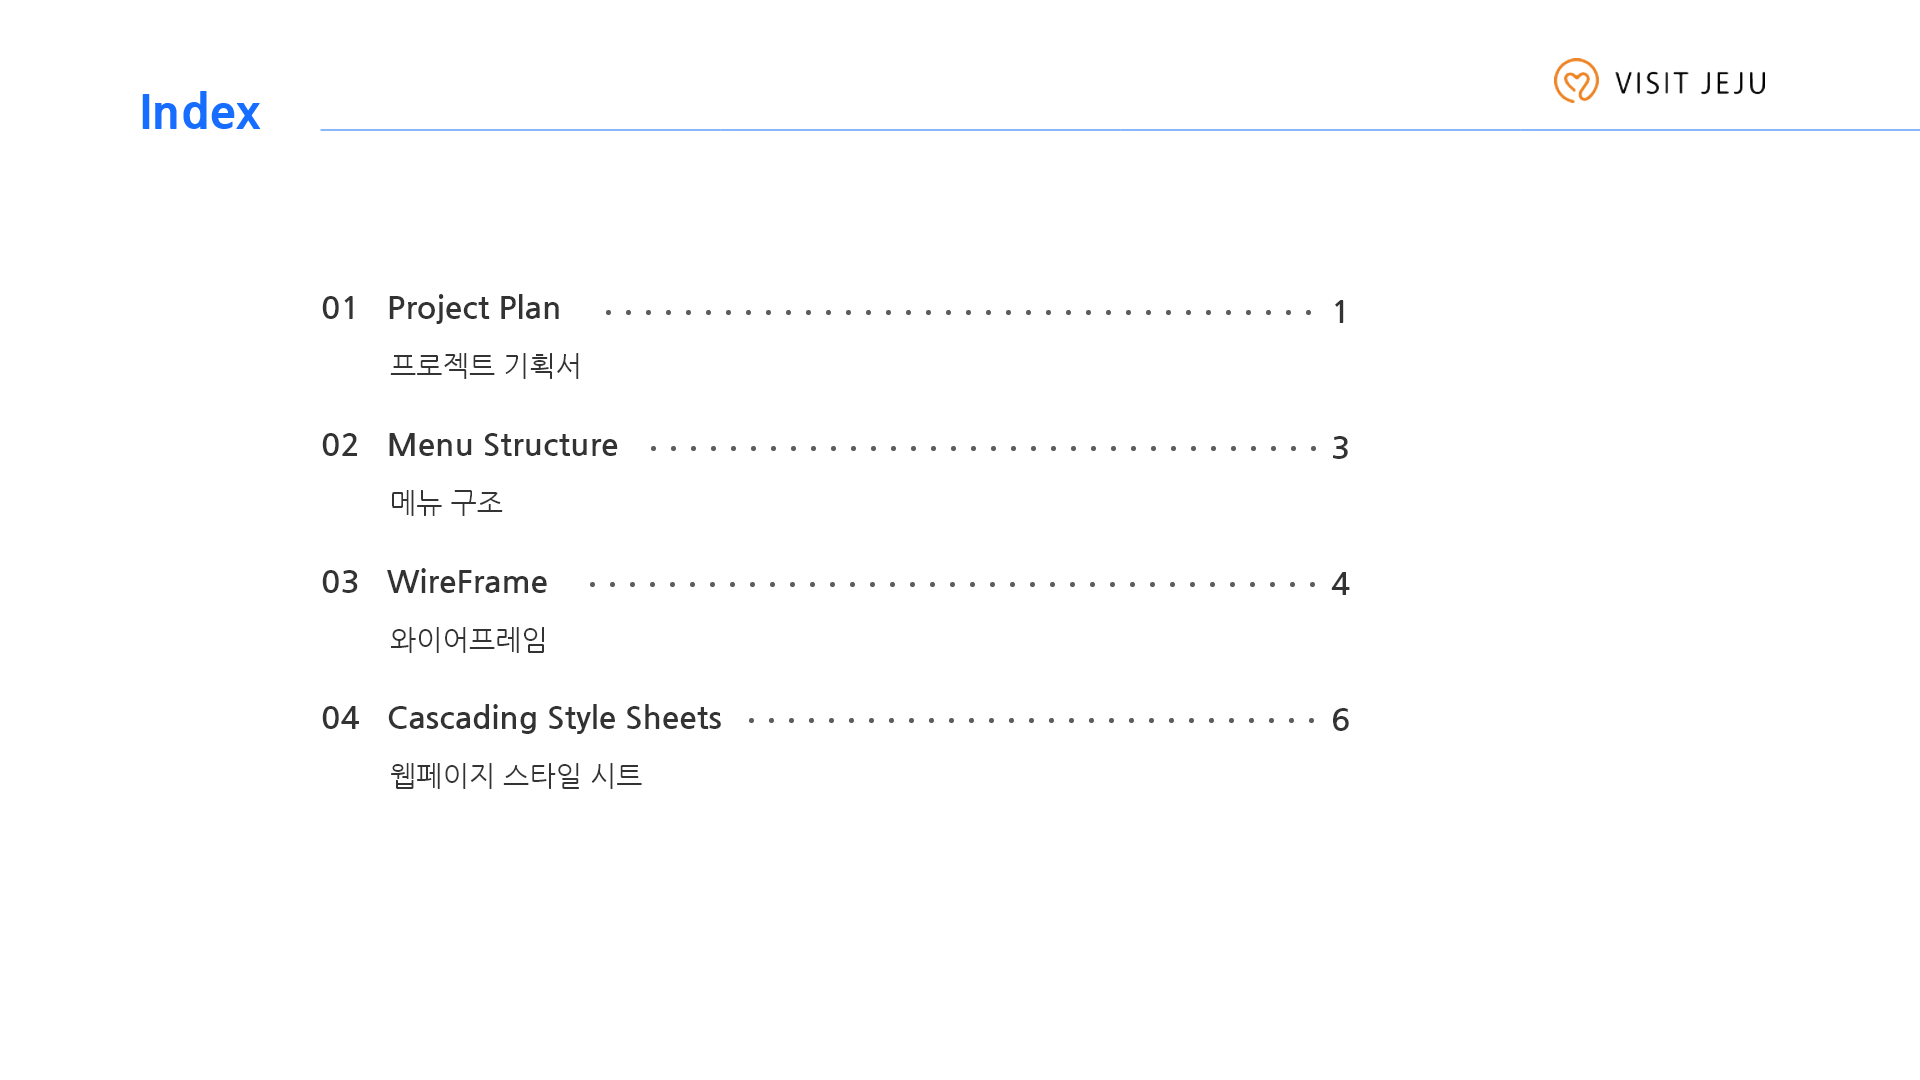 Index
VISIT JEJU
01 Project Plan 1
프로젝트 기획서
02 Menu Structure 3
메뉴 구조
03 WireFrame 4
와이어프레임
04 Cascading Style Sheets 6
웹페이지 스타일 시트